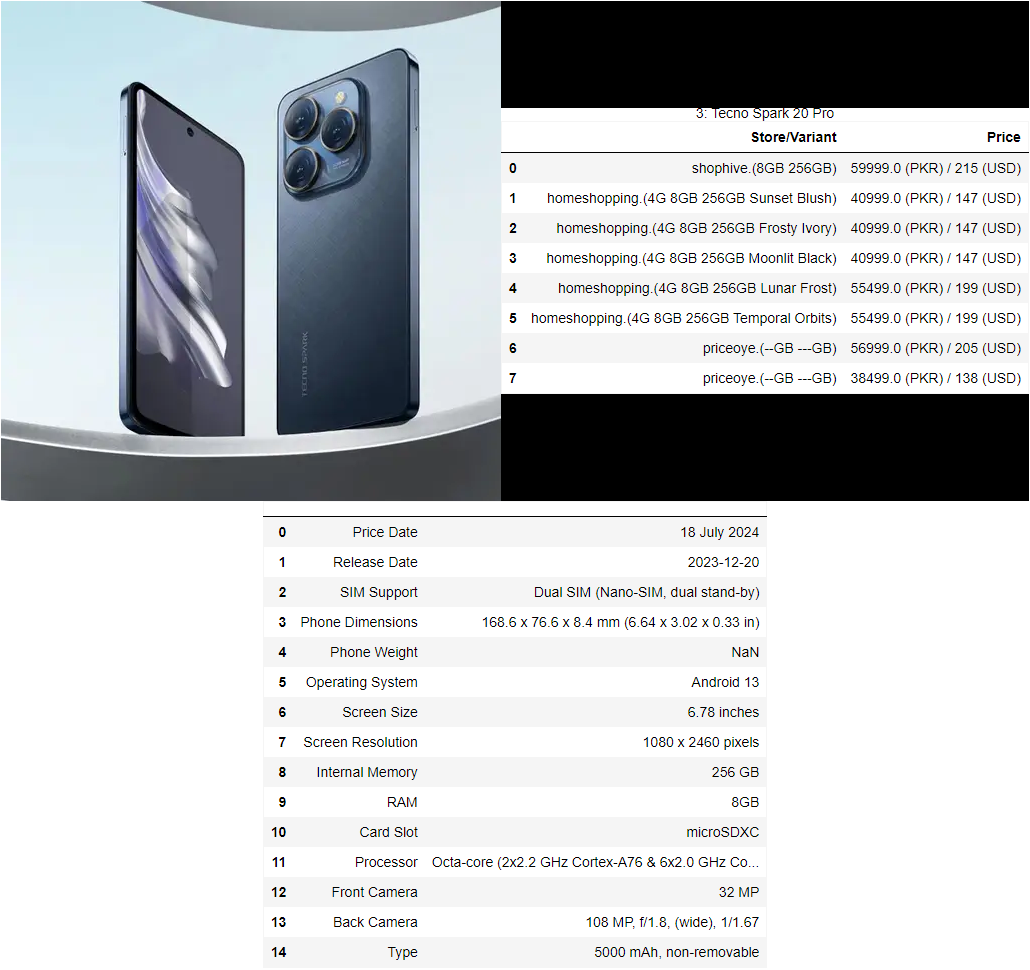 TECNO SPARK
3: Tecno Spark 20 Pro
Store/Variant Price
0 shophive.(8GB 256GB) 59999.0 (PKR) / 215 (USD)
1 homeshopping.(4G 8GB 256GB Sunset Blush) 40999.0 (PKR) / 147 (USD)
2 homeshopping.(4G 8GB 256GB Frosty Ivory) 40999.0 (PKR) / 147 (USD)
3 homeshopping.(4G 8GB 256GB Moonlit Black) 40999.0 (PKR) / 147 (USD)
4 homeshopping.(4G 8GB 256GB Lunar Frost) 55499.0 (PKR) / 199 (USD)
5 homeshopping.(4G 8GB 256GB Temporal Orbits) 55499.0 (PKR) / 199 (USD)
6 priceoye.(--GB ---GB) 56999.0 (PKR) / 205 (USD)
7 priceoye.(--GB ---GB) 38499.0 (PKR) / 138 (USD)
0 Price Date 18 July 2024
1 Release Date 2023-12-20
2 SIM Support Dual SIM (Nano-SIM, dual stand-by)
3 Phone Dimensions 168.6 x 76.6 x 8.4 mm (6.64 x 3.02 x 0.33 in)
4 Phone Weight NaN
5 Operating System Android 13
6 Screen Size 6.78 inches
7 Screen Resolution 1080 x 2460 pixels
8 Internal Memory 256 GB
9 RAM 8GB
10 Card Slot microSDXC
11 Processor Octa-core (2x2.2 GHz Cortex-A76 & 6x2.0 GHz Co...
12 Front Camera 32 MP
13 Back Camera 108 MP, f/1.8, (wide), 1/1.67
14 Type 5000 mAh, non-removable